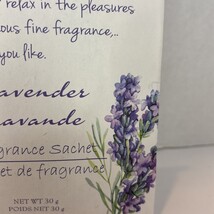 relax in the pleasures
ous fine fragrance,..
you like.
avender
avande
grance Sachet
et de fragrance
NET WT 30 g
POIDS NET 30 g